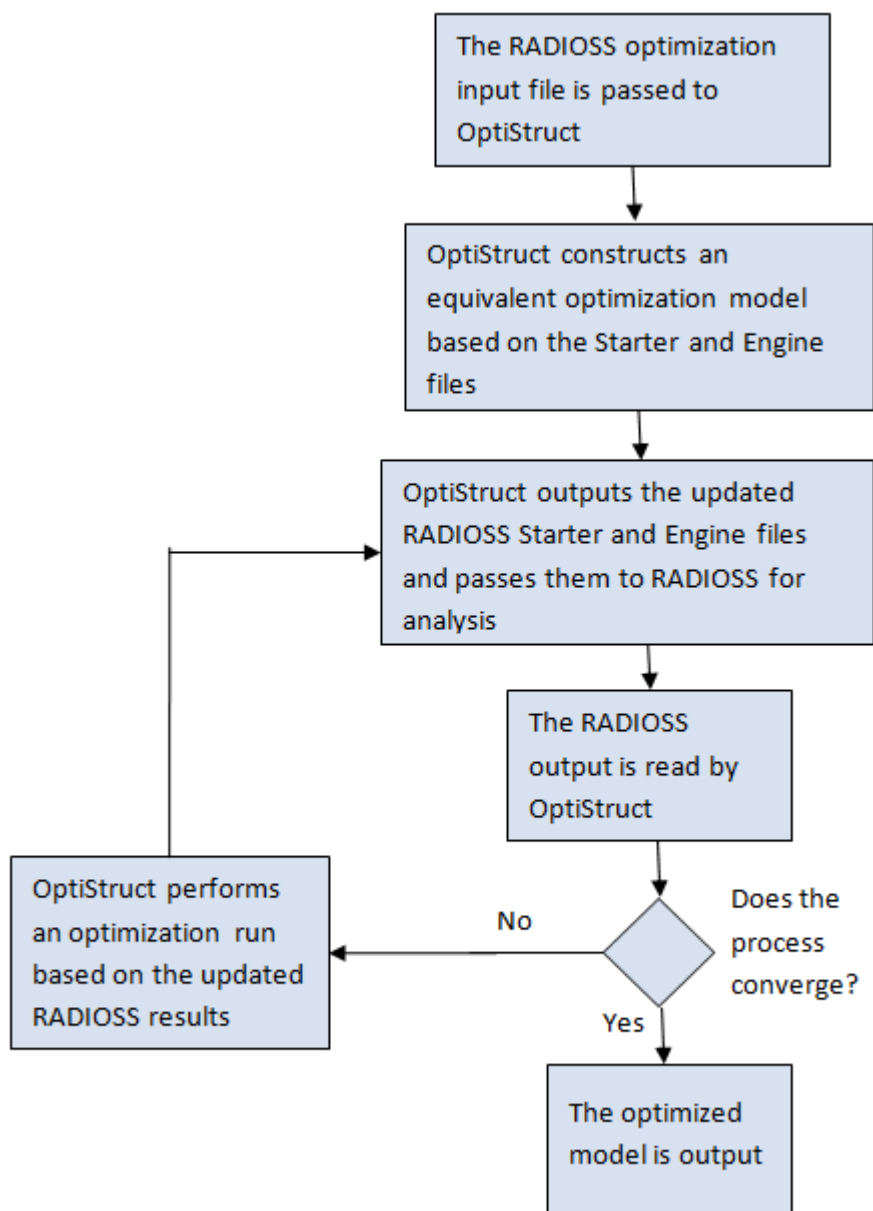 The RADIOSS optimization
input file is passed to
OptiStruct
OptiStruct constructs an
equivalent optimization model
based on the Starter and Engine
files
OptiStruct outputs the updated
RADIOSS Starter and Engine files
and passes them to RADIOSS for
analysis
The RADIOSS
output is read by
OptiStruct
Does the
process
converge?
No
OptiStruct performs
an optimization run
based on the updated
RADIOSS results
Yes
The optimized
model is output